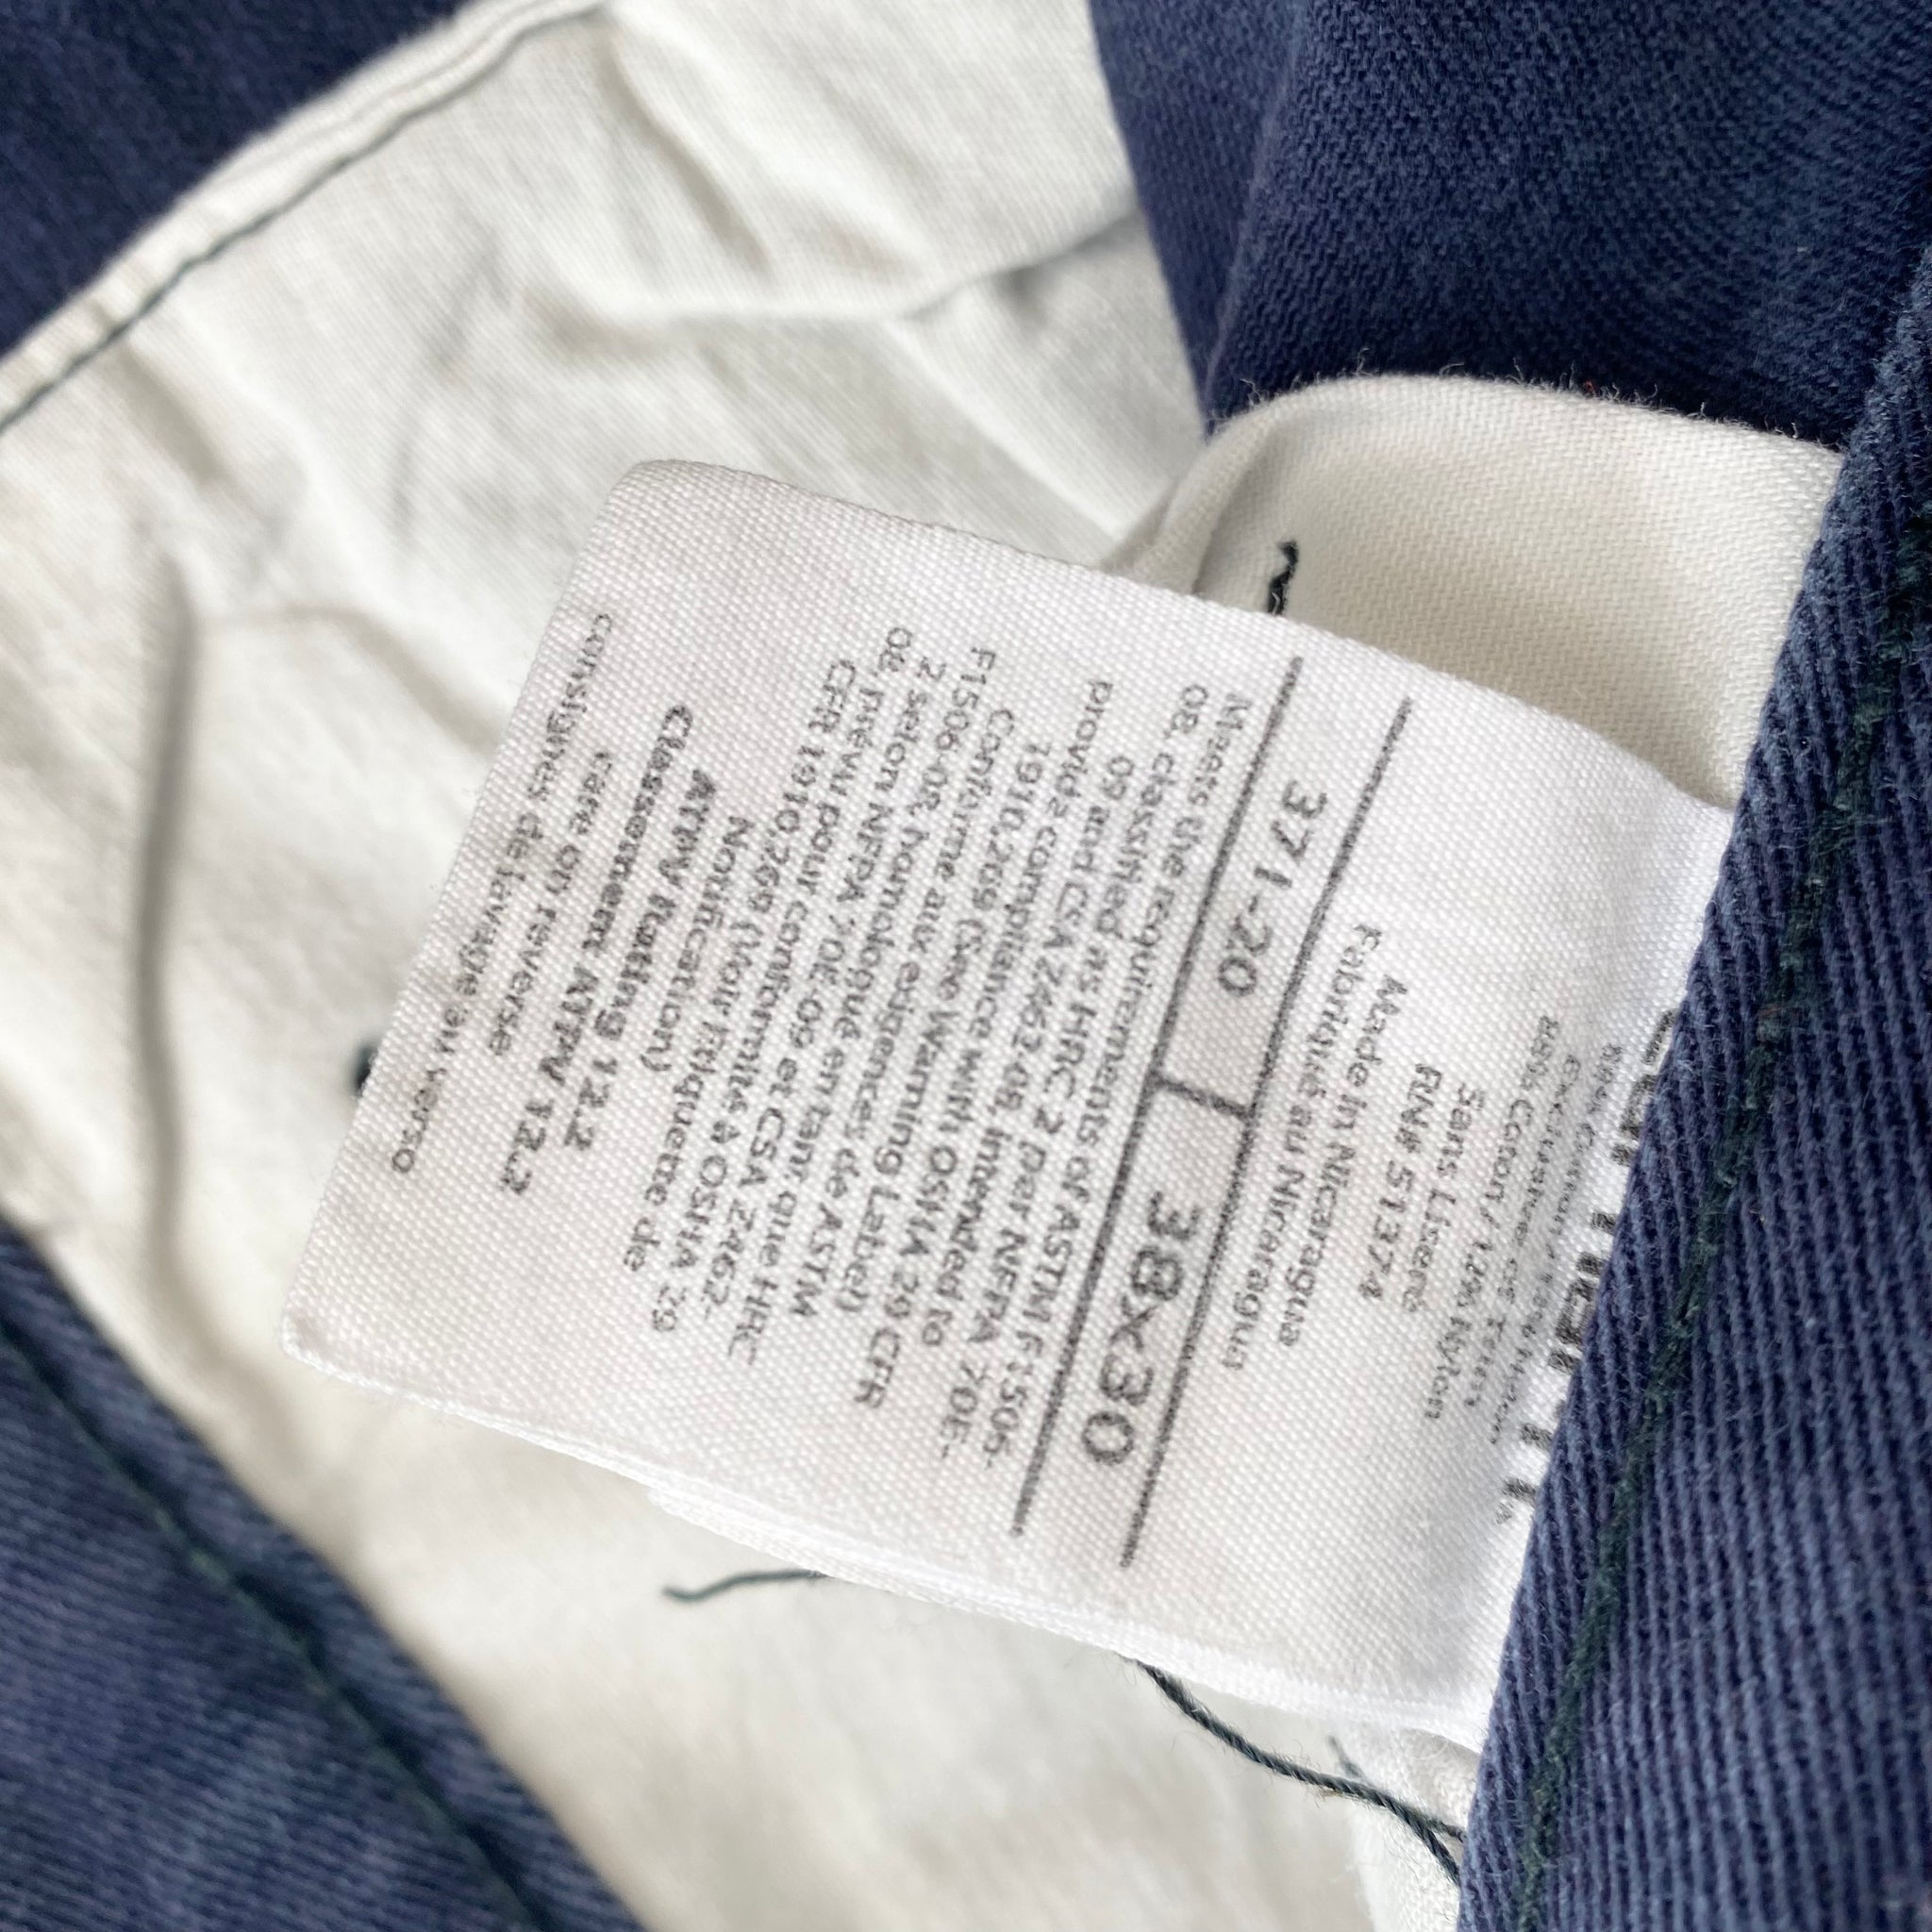 88% Cotton / 12% Nylon
Exclusive of Trim
Sans Liseré
RN# 51374
Made in Nicaragua
Fabriqué au Nicaragua
371-20 | 38x30
Meets the requirements of ASTM F1506-
08, classified as HRC 2 per NFPA 70E-
09 and CSA Z462-08, intended to
provide compliance with OSHA 29 CFR
1910.269 (See Warning Label)
Conforme aux exigences de ASTM
F1506-08, homologué en tant que HRC
2 selon NFPA 70E-09 et CSA Z462-
08, prévu pour conformité à OSHA 29
CFR 1910.269 (Voir Étiquette de
Notification)
ATPV Rating 12.2
Classement ATPV 12.2
Care on reverse
consignes de lavage au verso